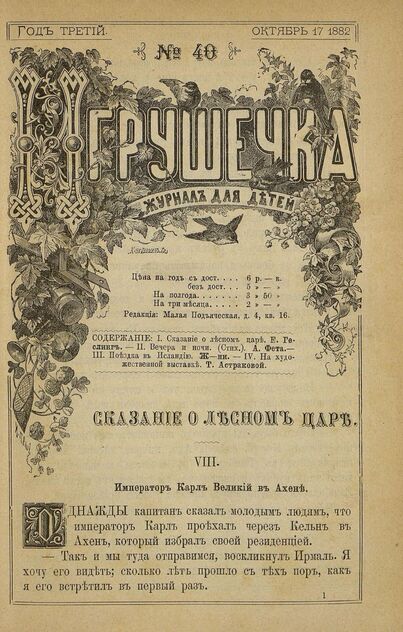 Годъ третій. Октябрь 17 1882
№ 40
Игрушечка
журналъ для дѣтей
Цѣна на годъ съ дост. . . . . 6 р. — к.
безъ дост. . . . 5 » — »
На полгода. . . . . . . . 3 » 50 »
На три мѣсяца. . . . . . . 2 » — »
Редакція: Малая Подъяческая, д. 4, кв. 16.
СОДЕРЖАНІЕ: I. Сказаніе о лѣсномъ царѣ. Е. Ге-
слингъ. — II. Вечера и ночи. (Стих.). А. Фета.—
III. Поѣздка въ Исландію. Ж—ки. — IV. На худо-
жественной выставкѣ. Т. Астраковой.
СКАЗАНІЕ О ЛѢСНОМЪ ЦАРѢ.
VIII.
Императоръ Карлъ Великій въ Ахенѣ.
ОДНАЖДЫ капитанъ сказалъ молодымъ людямъ, что
императоръ Карлъ проѣхалъ черезъ Кельнъ въ
Ахенъ, который избралъ своей резиденціей.
— Такъ и мы туда отправимся, воскликнулъ Ирмаль. Я
хочу его видѣть; сколько лѣтъ прошло съ тѣхъ поръ, какъ
я его встрѣтилъ въ первый разъ.
1